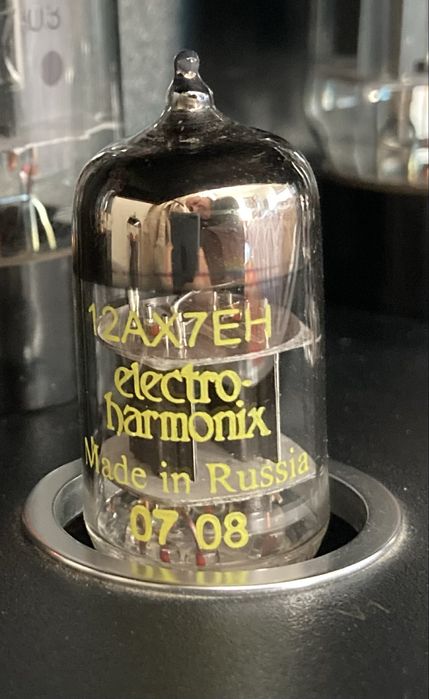 12AX7EH
electro-
harmonix
Made in Russia
07 08